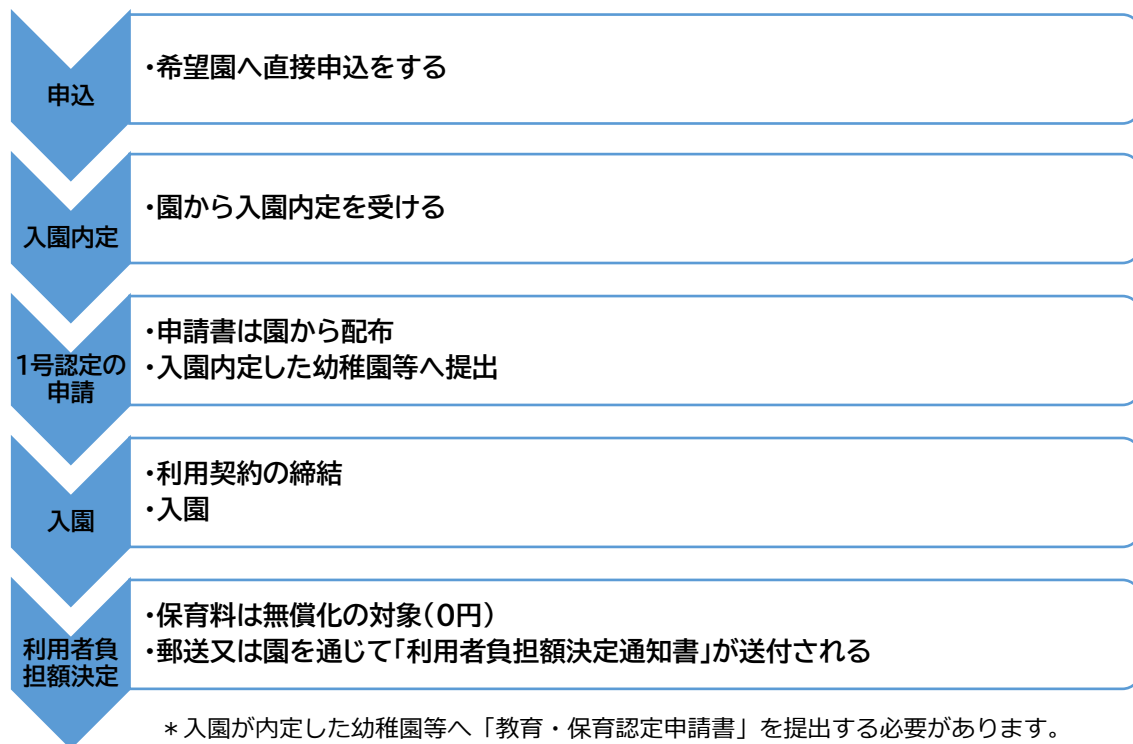 申込
・希望園へ直接申込をする
入園内定
・園から入園内定を受ける
1号認定の
申請
・申請書は園から配布
・入園内定した幼稚園等へ提出
入園
・利用契約の締結
・入園
利用者負
担額決定
・保育料は無償化の対象(0円)
・郵送又は園を通じて「利用者負担額決定通知書」が送付される
＊入園が内定した幼稚園等へ「教育・保育認定申請書」を提出する必要があります。